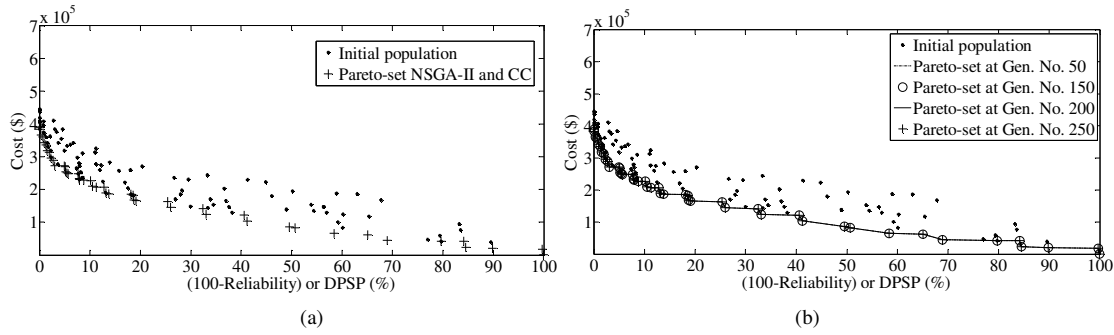 7 x 10^5
6
5
4
3
2
1
Cost ($)
Initial population
Pareto-set NSGA-II and CC
0 10 20 30 40 50 60 70 80 90 100
(100-Reliability) or DPSP (%)
(a)
7 x 10^5
6
5
4
3
2
1
Cost ($)
Initial population
Pareto-set at Gen. No. 50
Pareto-set at Gen. No. 150
Pareto-set at Gen. No. 200
Pareto-set at Gen. No. 250
0 10 20 30 40 50 60 70 80 90 100
(100-Reliability) or DPSP (%)
(b)